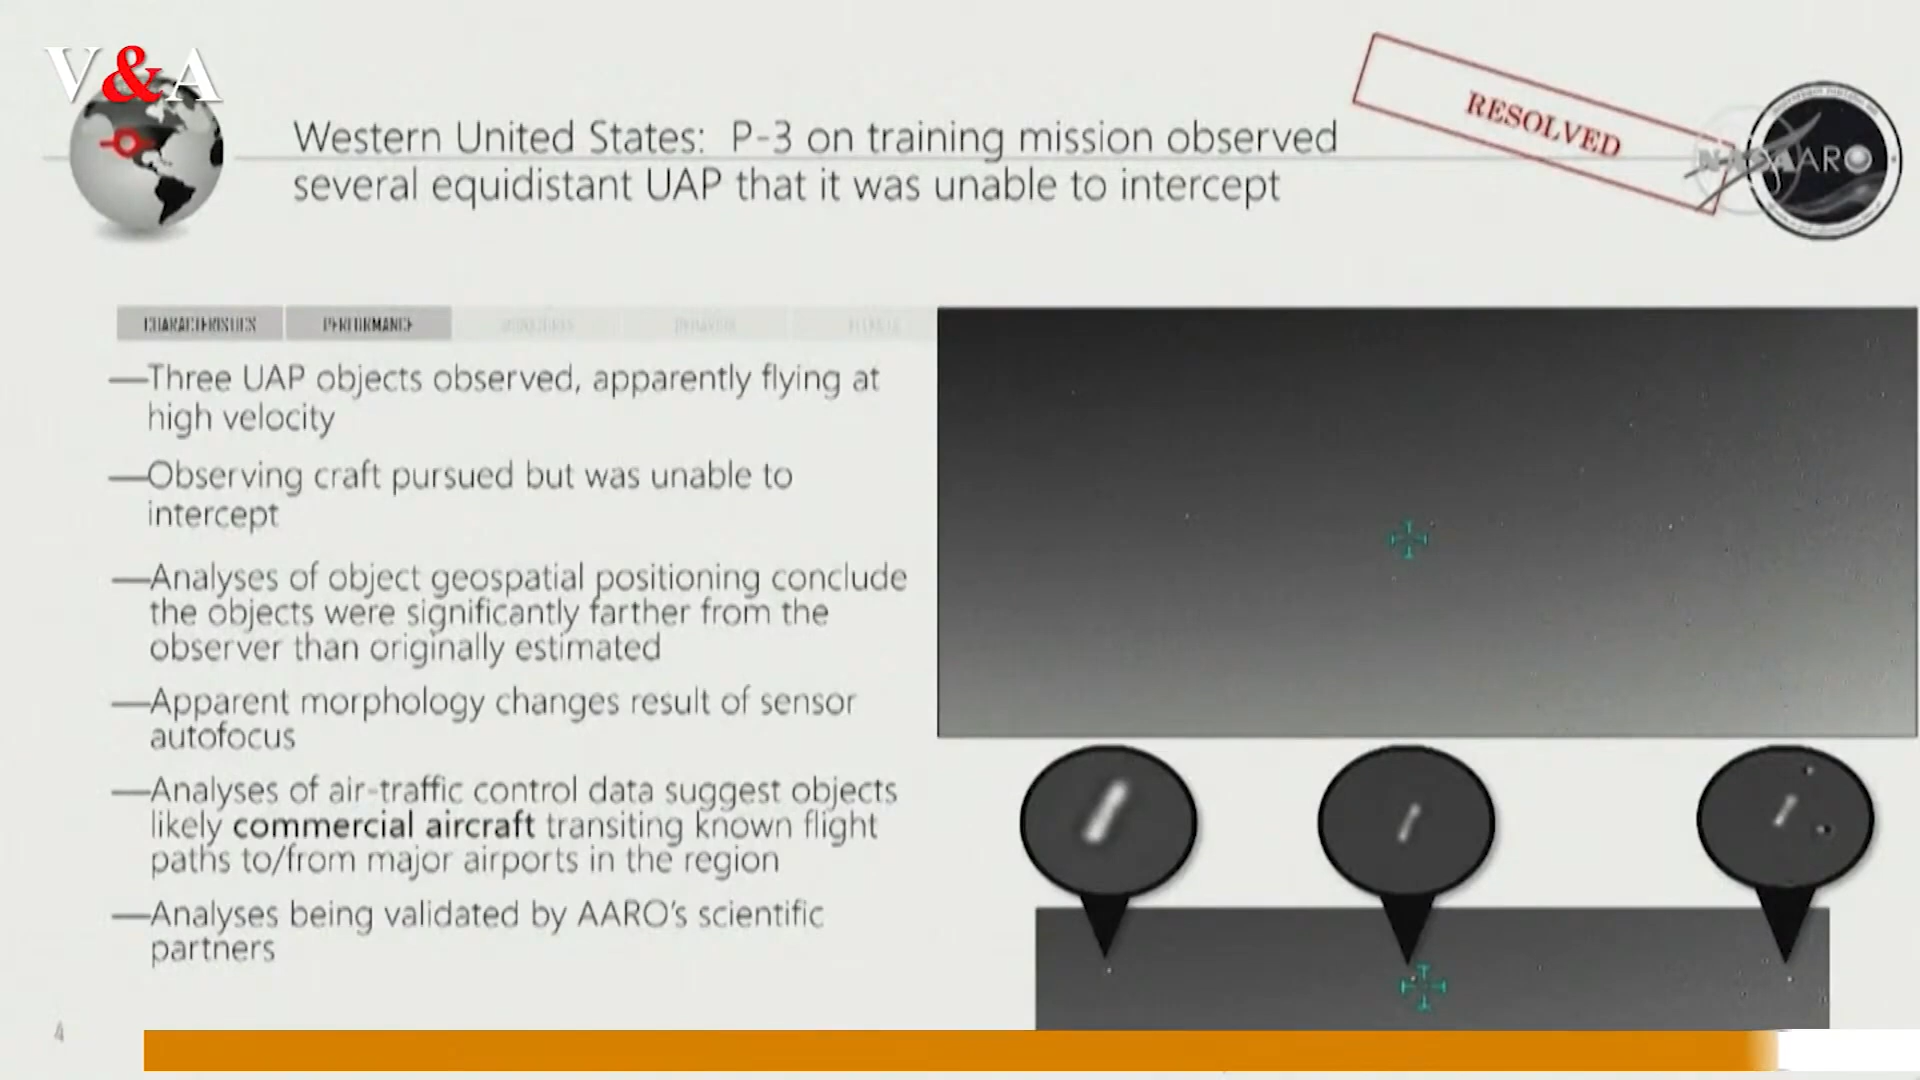 V&A
Western United States: P-3 on training mission observed
several equidistant UAP that it was unable to intercept
RESOLVED
AARO
CHARACTERISTICS PERFORMANCE
—Three UAP objects observed, apparently flying at
high velocity
—Observing craft pursued but was unable to
intercept
—Analyses of object geospatial positioning conclude
the objects were significantly farther from the
observer than originally estimated
—Apparent morphology changes result of sensor
autofocus
—Analyses of air-traffic control data suggest objects
likely commercial aircraft transiting known flight
paths to/from major airports in the region
—Analyses being validated by AARO's scientific
partners
4